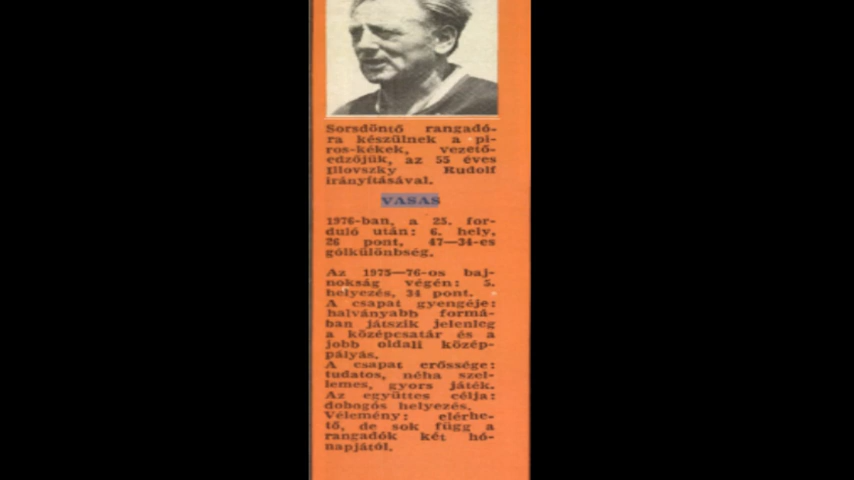 Sorsdöntő rangadó-
ra készülnek a pi-
ros-kékek, vezető-
edzőjük, az 55 éves
Illovszky Rudolf
irányításával.
VASAS
1976-ban, a 25. for-
duló után: 6. hely,
26 pont, 47—34-es
gólkülönbség.
Az 1975—76-os baj-
nokság végén: 5.
helyezés, 34 pont.
A csapat gyengéje:
halványabb formá-
ban játszik jelenleg
a középcsatár és a
jobb oldali közép-
pályás.
A csapat erőssége:
tudatos, néha szel-
lemes, gyors játék.
Az együttes célja:
dobogós helyezés.
Vélemény: elérhe-
tő, de sok függ a
rangadók két hó-
napjától.